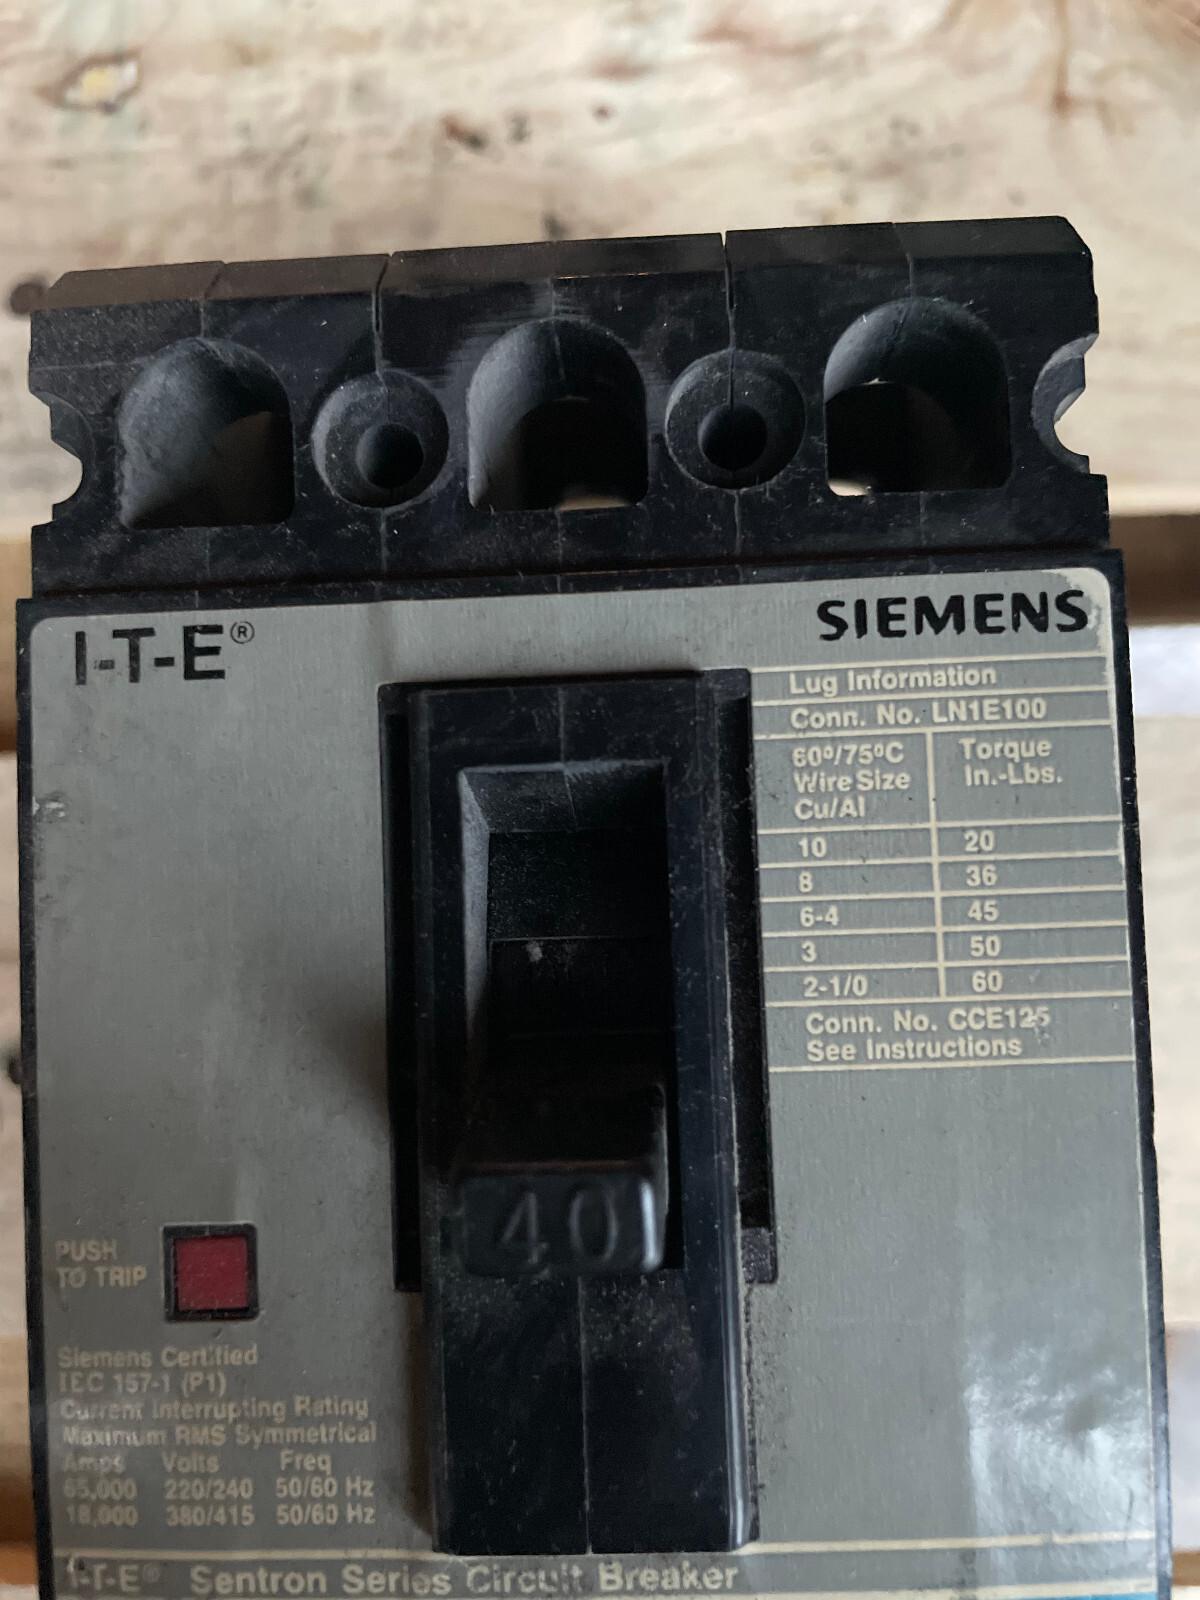 I-T-E®
SIEMENS
Lug Information
Conn. No. LN1E100
60°/75°C
Wire Size
Cu/Al
Torque
In.-Lbs.
10 20
8 36
6-4 45
3 50
2-1/0 60
Conn. No. CCE125
See Instructions
40
PUSH
TO TRIP
Siemens Certified
IEC 157-1 (P1)
Current Interrupting Rating
Maximum RMS Symmetrical
Amps Volts Freq
65,000 220/240 50/60 Hz
18,000 380/415 50/60 Hz
I-T-E® Sentron Series Circuit Breaker